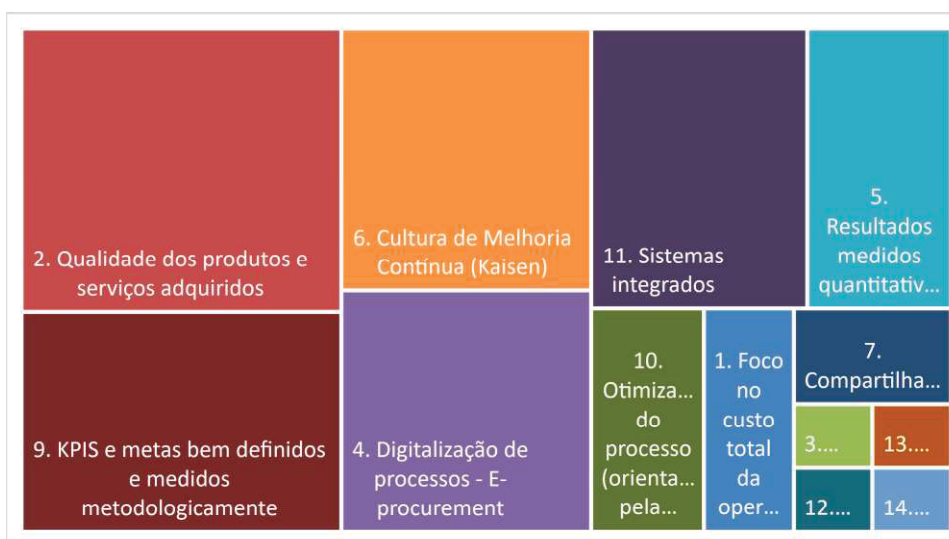 2. Qualidade dos produtos e
serviços adquiridos
6. Cultura de Melhoria
Contínua (Kaisen)
11. Sistemas
integrados
5.
Resultados
medidos
quantitativ...
9. KPIS e metas bem definidos
e medidos
metodologicamente
4. Digitalização de
processos - E-
procurement
10.
Otimiza...
do
processo
(orienta...
pela...
1. Foco
no
custo
total
da
oper...
7.
Compartilha...
3....
13....
12....
14....